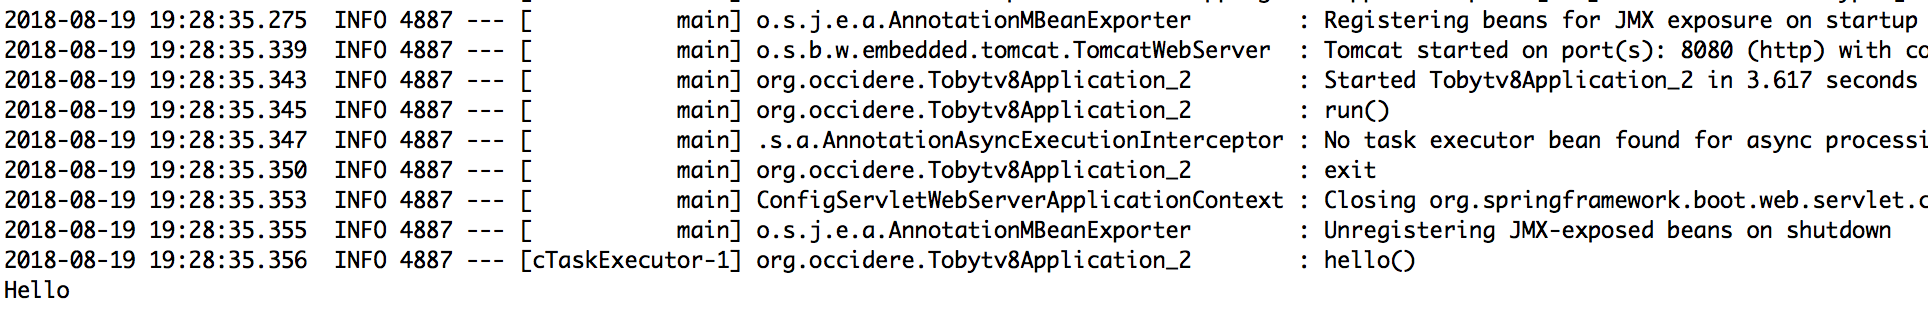 2018-08-19 19:28:35.275  INFO 4887 --- [           main] o.s.j.e.a.AnnotationMBeanExporter        : Registering beans for JMX exposure on startup
2018-08-19 19:28:35.339  INFO 4887 --- [           main] o.s.b.w.embedded.tomcat.TomcatWebServer  : Tomcat started on port(s): 8080 (http) with co
2018-08-19 19:28:35.343  INFO 4887 --- [           main] org.occidere.Tobytv8Application_2        : Started Tobytv8Application_2 in 3.617 seconds
2018-08-19 19:28:35.345  INFO 4887 --- [           main] org.occidere.Tobytv8Application_2        : run()
2018-08-19 19:28:35.347  INFO 4887 --- [           main] .s.a.AnnotationAsyncExecutionInterceptor : No task executor bean found for async processi
2018-08-19 19:28:35.350  INFO 4887 --- [           main] org.occidere.Tobytv8Application_2        : exit
2018-08-19 19:28:35.353  INFO 4887 --- [           main] ConfigServletWebServerApplicationContext : Closing org.springframework.boot.web.servlet.c
2018-08-19 19:28:35.355  INFO 4887 --- [           main] o.s.j.e.a.AnnotationMBeanExporter        : Unregistering JMX-exposed beans on shutdown
2018-08-19 19:28:35.356  INFO 4887 --- [cTaskExecutor-1] org.occidere.Tobytv8Application_2        : hello()
Hello